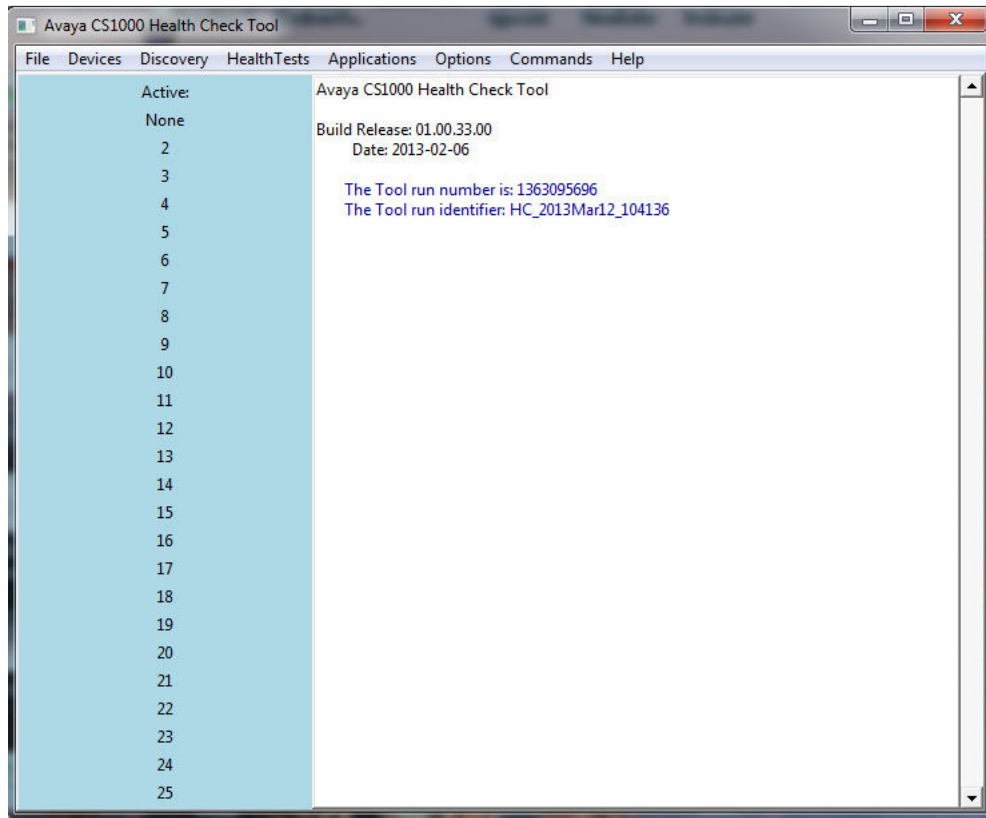 Avaya CS1000 Health Check Tool
File Devices Discovery HealthTests Applications Options Commands Help
Active:
None
2
3
4
5
6
7
8
9
10
11
12
13
14
15
16
17
18
19
20
21
22
23
24
25
Avaya CS1000 Health Check Tool
Build Release: 01.00.33.00
Date: 2013-02-06
The Tool run number is: 1363095696
The Tool run identifier: HC_2013Mar12_104136